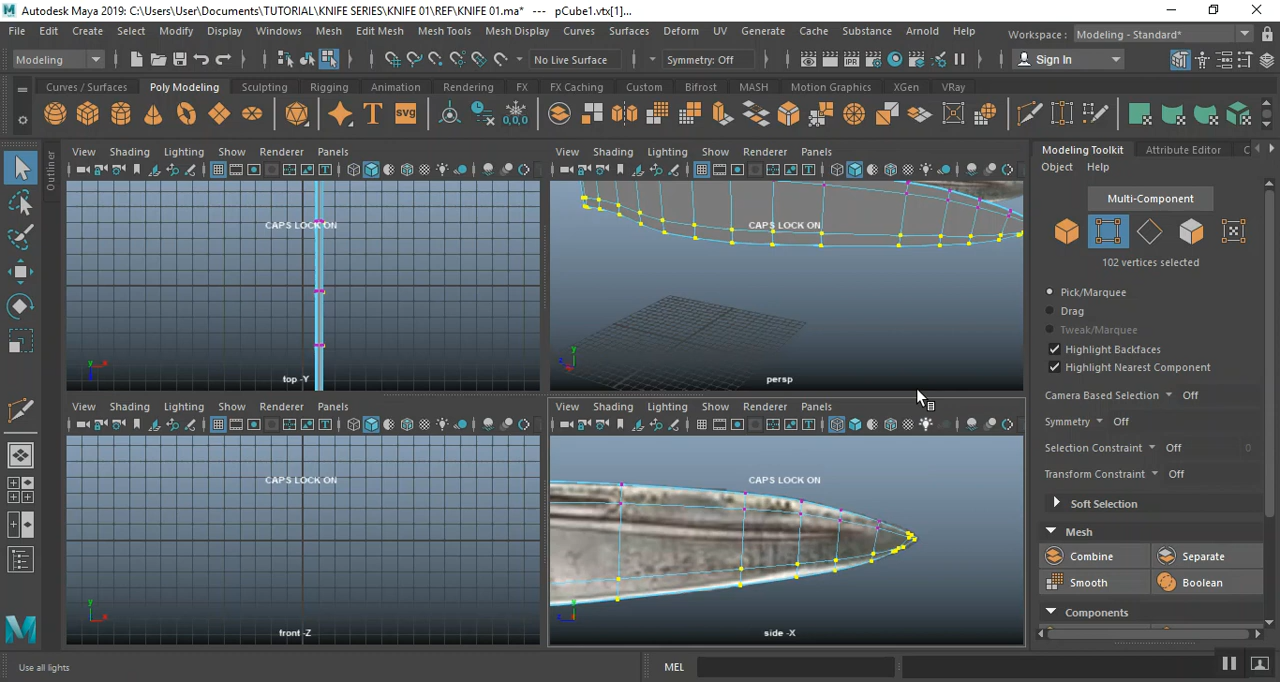 Autodesk Maya 2019: C:\Users\User\Documents\TUTORIAL\KNIFE SERIES\KNIFE 01\REF\KNIFE 01.ma* --- pCube1.vtx[1]...
File Edit Create Select Modify Display Windows Mesh Edit Mesh Mesh Tools Mesh Display Curves Surfaces Deform UV Generate Cache Substance Arnold Help Workspace : Modeling - Standard*
Modeling No Live Surface Symmetry: Off IPR Sign In
Curves / Surfaces Poly Modeling Sculpting Rigging Animation Rendering FX FX Caching Custom Bifrost MASH Motion Graphics XGen VRay
T SVG 0,0,0
Outliner
View Shading Lighting Show Renderer Panels
CAPS LOCK ON
top -Y
View Shading Lighting Show Renderer Panels
CAPS LOCK ON
persp
View Shading Lighting Show Renderer Panels
CAPS LOCK ON
front -Z
View Shading Lighting Show Renderer Panels
CAPS LOCK ON
side -X
Modeling Toolkit Attribute Editor C
Object Help
Multi-Component
102 vertices selected
Pick/Marquee
Drag
Tweak/Marquee
Highlight Backfaces
Highlight Nearest Component
Camera Based Selection Off
Symmetry Off
Selection Constraint Off 0
Transform Constraint Off
Soft Selection
Mesh
Combine Separate
Smooth Boolean
Components
Use all lights MEL